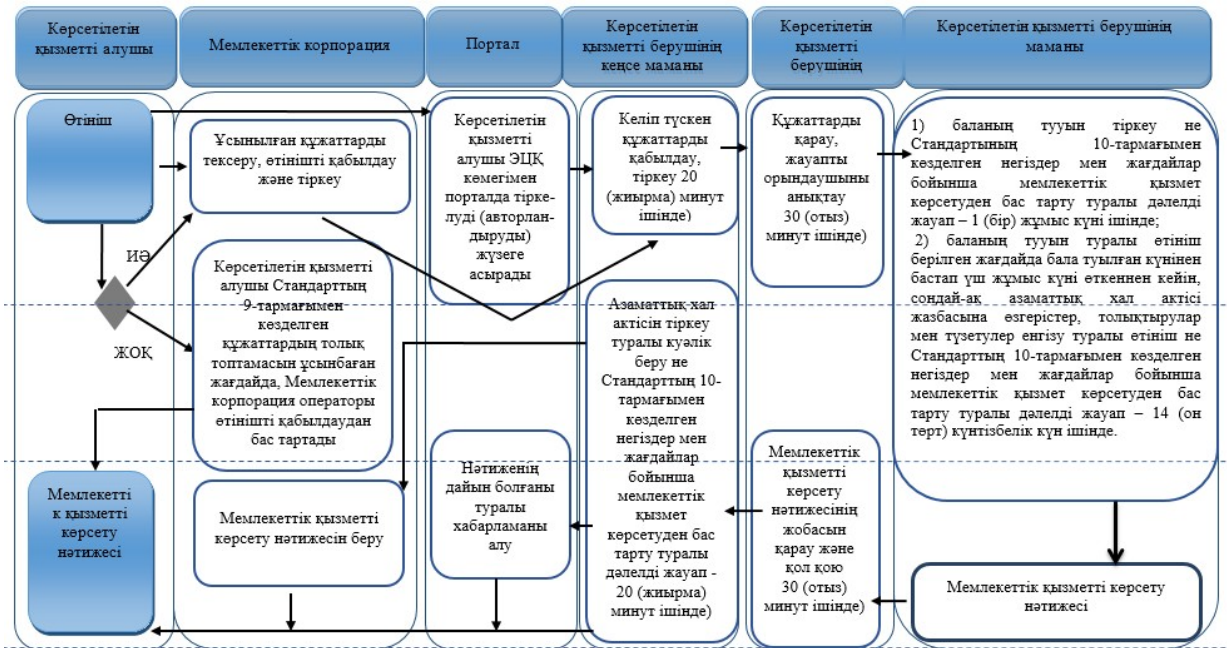 Көрсетілетін
қызметті алушы
Мемлекеттік корпорация
Портал
Көрсетілетін
қызметті берушінің
кеңсе маманы
Көрсетілетін
қызметті
берушінің
Көрсетілетін қызметті берушінің
маманы
Өтініш
ИӘ
ЖОҚ
Мемлекетті
к қызметті
көрсету
нәтижесі
Ұсынылған құжаттарды
тексеру, өтінішті қабылдау
және тіркеу
Көрсетілетін қызметті
алушы Стандарттың
9-тармағымен
көзделген
құжаттардың толық
топтамасын ұсынбаған
жағдайда, Мемлекеттік
корпорация операторы
өтінішті қабылдаудан
бас тартады
Мемлекеттік қызметті
көрсету нәтижесін беру
Көрсетілетін
қызметті
алушы ЭЦҚ
көмегімен
порталда тірке-
луді (авторлан-
дыруды)
жүзеге
асырады
Нәтиженің
дайын болғаны
туралы
хабарламаны
алу
Келіп түскен
құжаттарды
қабылдау,
тіркеу 20
(жиырма) минут
ішінде)
Азаматтық хал
актісін тіркеу
туралы куәлік
беру не
Стандарттың 10-
тармағымен
көзделген
негіздер мен
жағдайлар
бойынша
мемлекеттік
қызмет
көрсетуден бас
тарту туралы
дәлелді жауап -
20 (жиырма)
минут ішінде)
Құжаттарды
қарау,
жауапты
орындаушыны
анықтау
30 (отыз)
минут ішінде)
Мемлекеттік
қызметті
көрсету
нәтижесінің
жобасын
қарау және
қол қою
30 (отыз)
минут ішінде)
1) баланың тууын тіркеу не
Стандартының 10-тармағымен
көзделген негіздер мен жағдайлар
бойынша мемлекеттік қызмет
көрсетуден бас тарту туралы дәлелді
жауап – 1 (бір) жұмыс күні ішінде;
2) баланың тууын туралы өтініш
берілген жағдайда бала туылған күнінен
бастап үш жұмыс күні өткеннен кейін,
сондай-ақ азаматтық хал актісі
жазбасына өзгерістер, толықтырулар
мен түзетулер енгізу туралы өтініш не
Стандарттың 10-тармағымен көзделген
негіздер мен жағдайлар бойынша
мемлекеттік қызмет көрсетуден бас
тарту туралы дәлелді жауап – 14 (он
төрт) күнтізбелік күн ішінде.
Мемлекеттік қызметті көрсету
нәтижесі